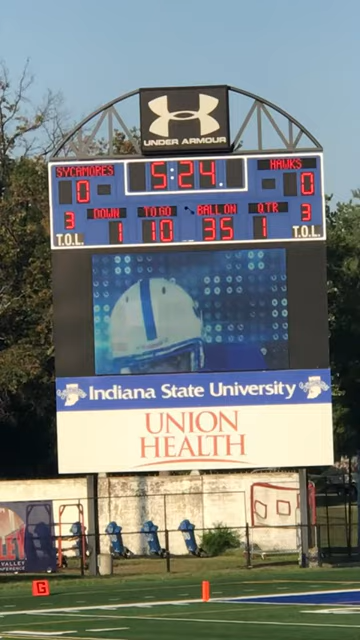 UNDER ARMOUR
SYCAMORES 5:24 HAWKS
0 0
3 DOWN TO GO BALL ON QTR 3
T.O.L. 1 10 35 1 T.O.L.
Indiana State University
UNION
HEALTH
VALLEY
G